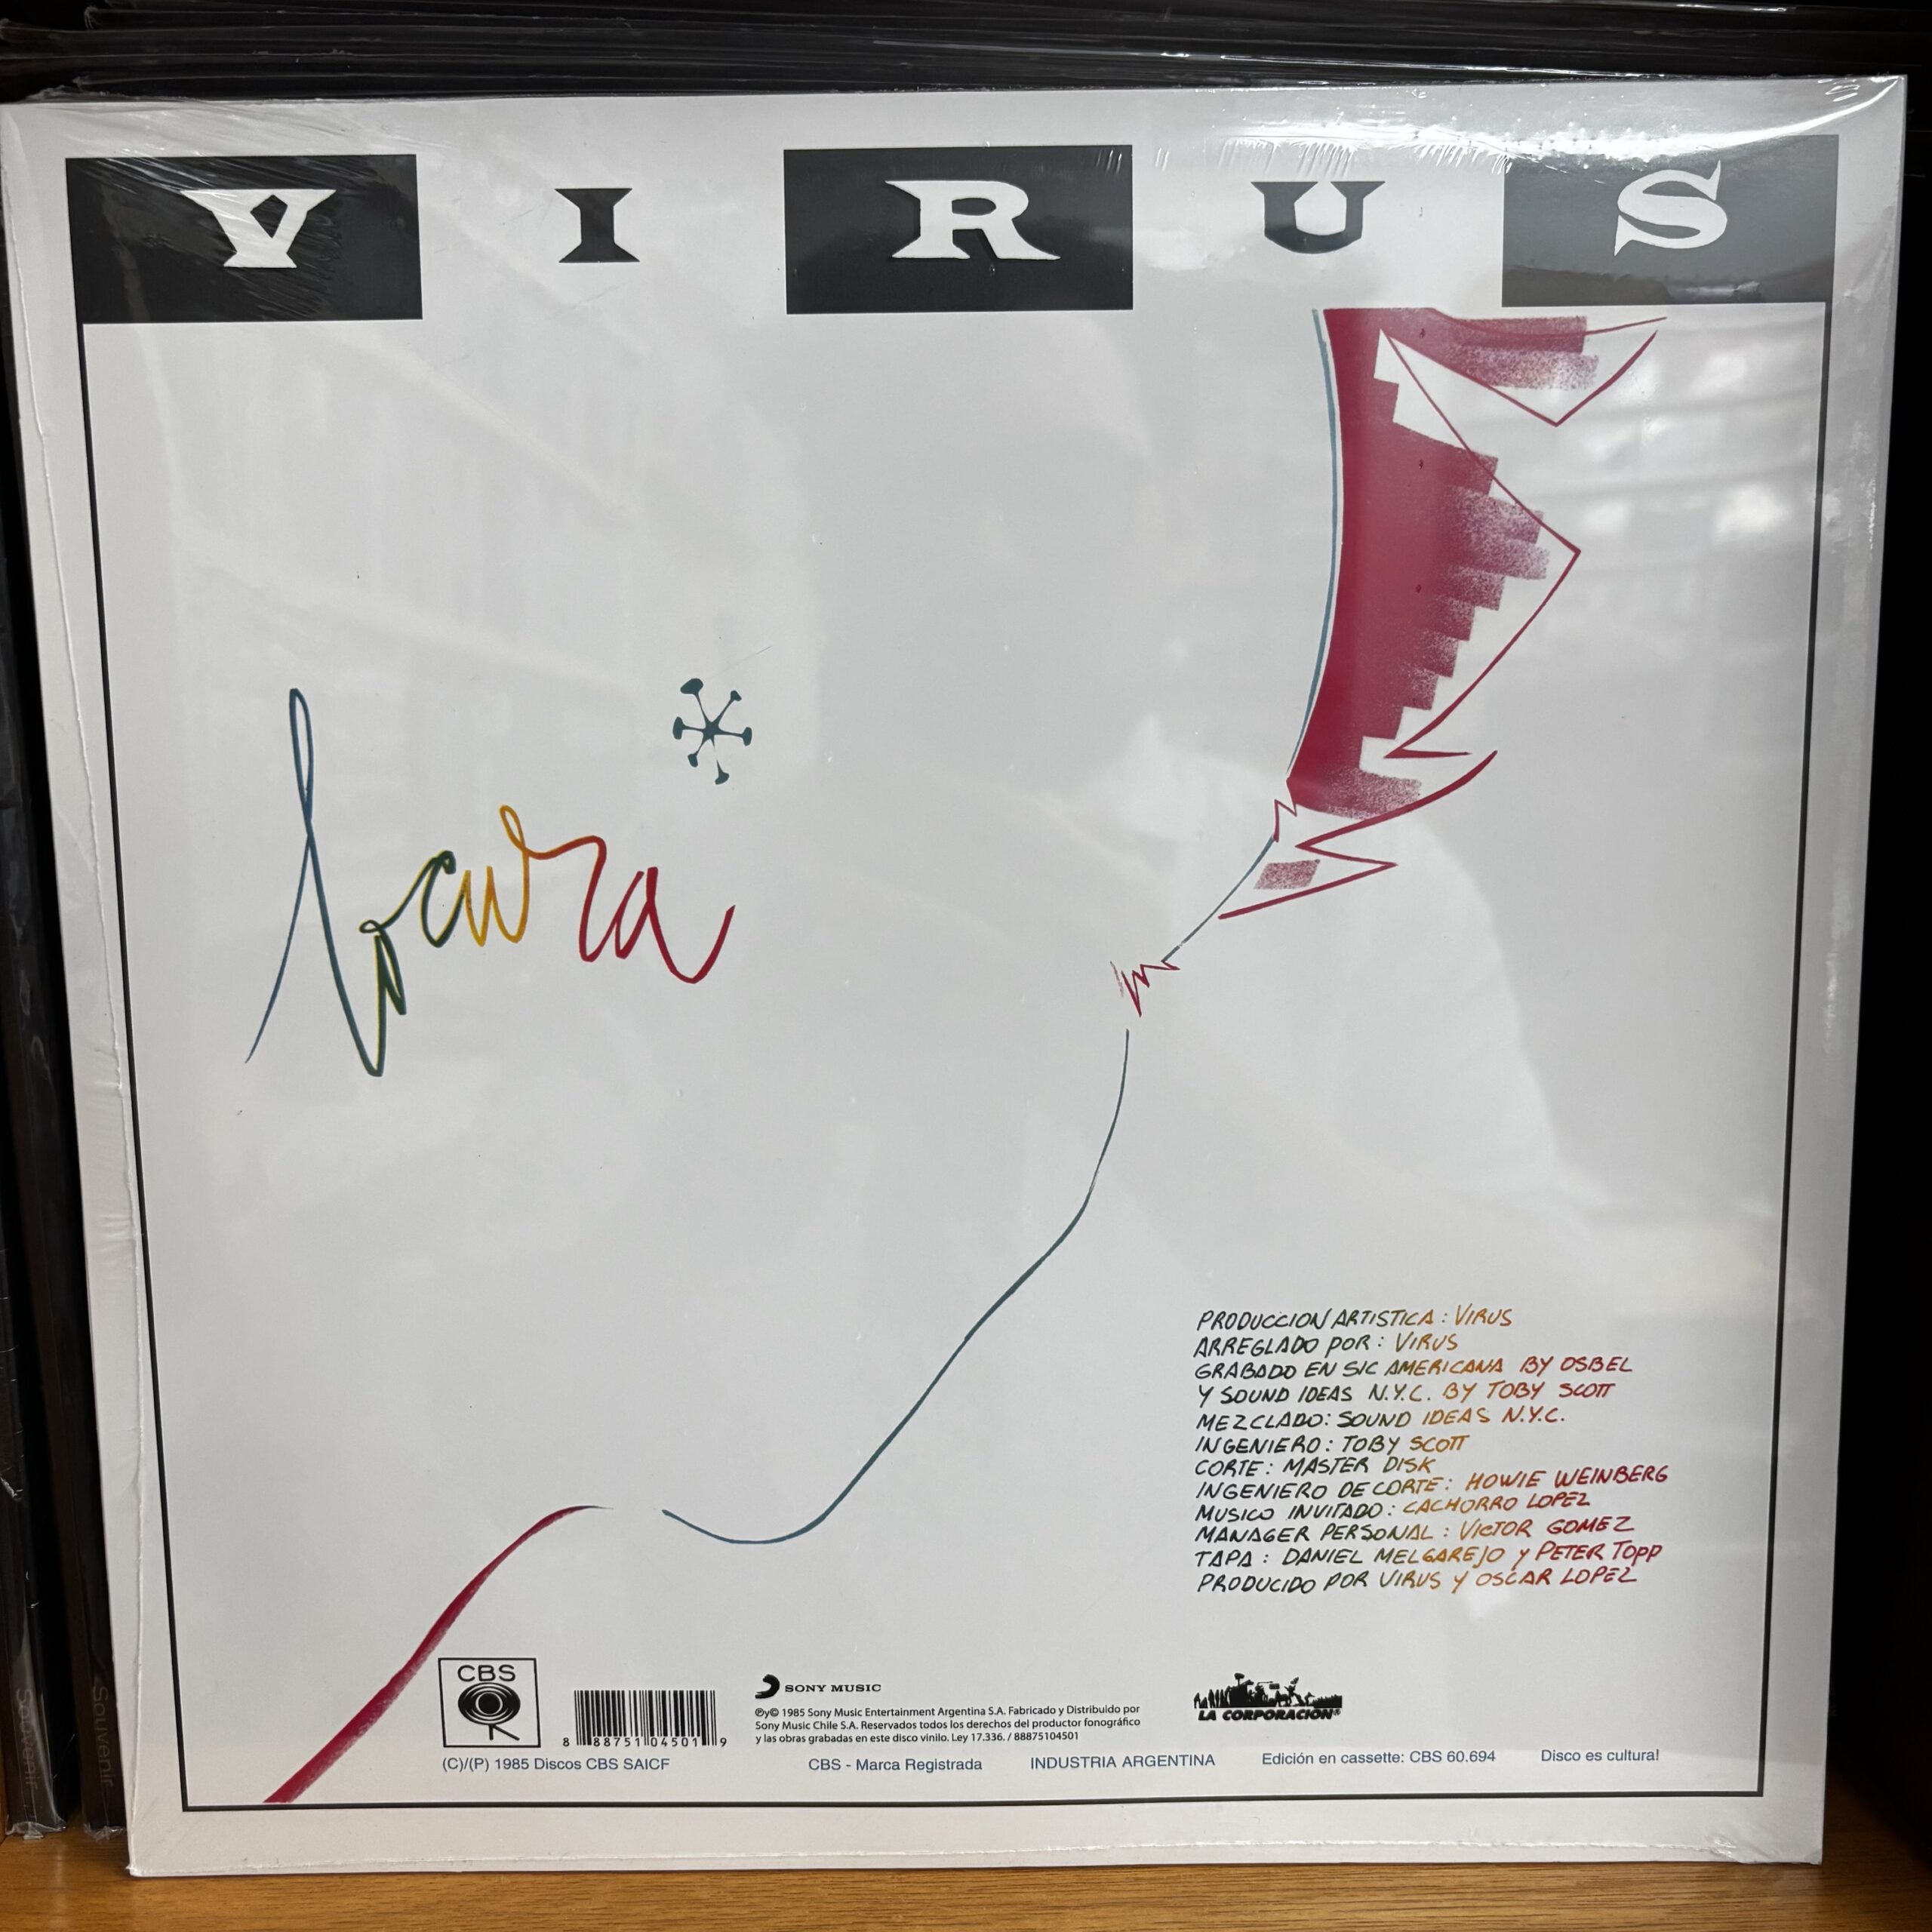 VIRUS
locura
PRODUCCION ARTISTICA: VIRUS
ARREGLADO POR: VIRUS
GRABADO EN SIC AMERICANA BY OSBEL
Y SOUND IDEAS N.Y.C. BY TOBY SCOTT
MEZCLADO: SOUND IDEAS N.Y.C.
INGENIERO: TOBY SCOTT
CORTE: MASTER DISK
INGENIERO DE CORTE: HOWIE WEINBERG
MUSICO INVITADO: CACHORRO LOPEZ
MANAGER PERSONAL: VICTOR GOMEZ
TAPA: DANIEL MELGAREJO Y PETER TOPP
PRODUCIDO POR VIRUS Y OSCAR LOPEZ
CBS
8 88751 04501 9
SONY MUSIC
℗y© 1985 Sony Music Entertainment Argentina S.A. Fabricado y Distribuido por
Sony Music Chile S.A. Reservados todos los derechos del productor fonográfico
y las obras grabadas en este disco vinilo. Ley 17.336. / 88875104501
LA CORPORACIÓN®
(C)/(P) 1985 Discos CBS SAICF
CBS - Marca Registrada
INDUSTRIA ARGENTINA
Edición en cassette: CBS 60.694
Disco es cultura!
Souvenir
Souvenir